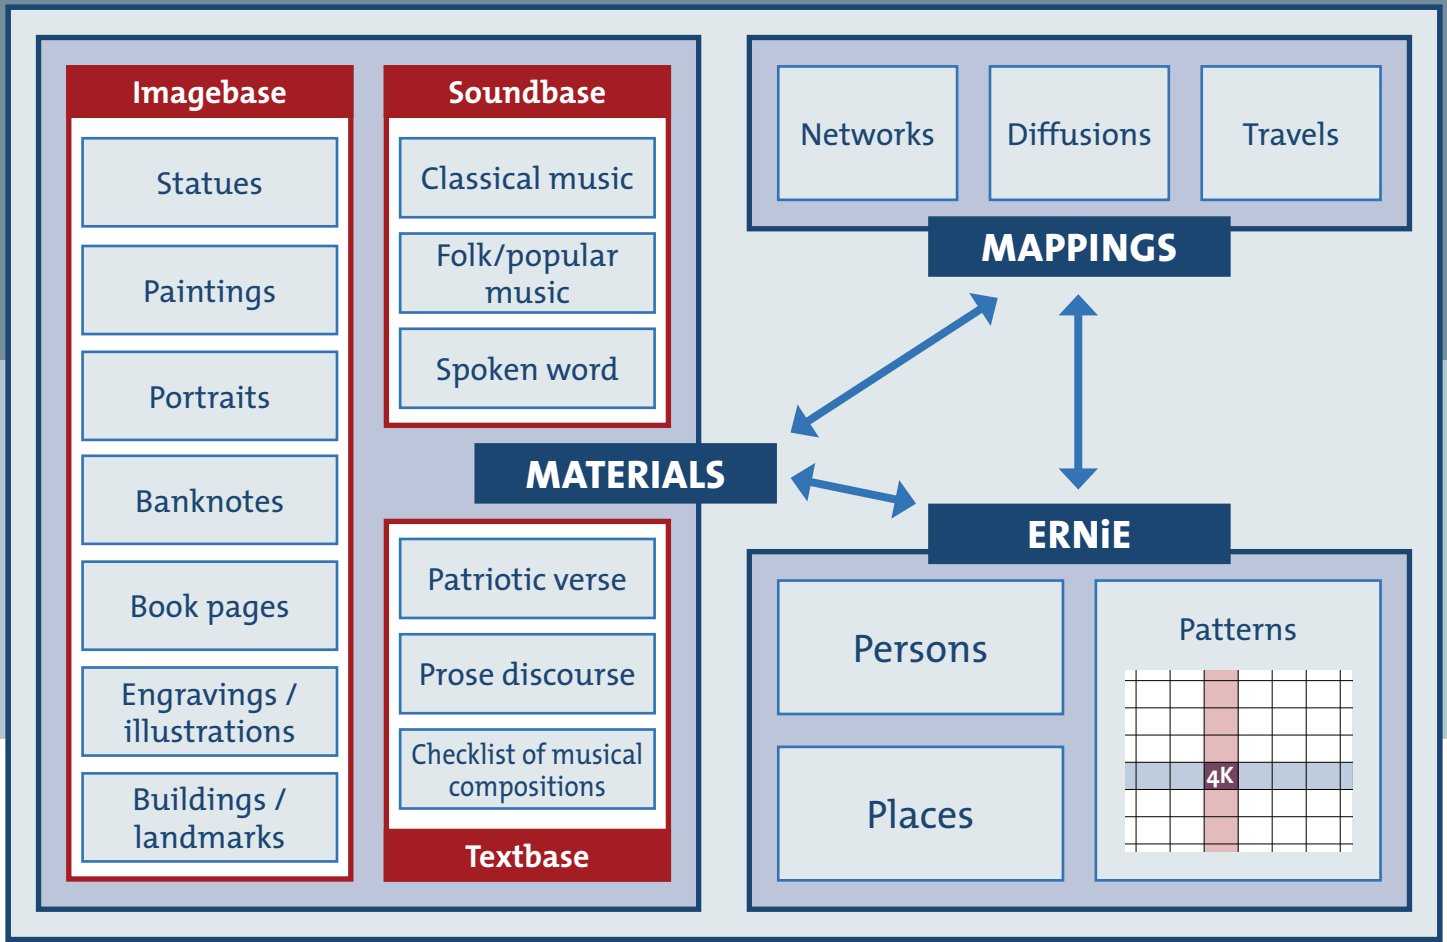 Imagebase
Statues
Paintings
Portraits
Banknotes
Book pages
Engravings /
illustrations
Buildings /
landmarks
Soundbase
Classical music
Folk/popular
music
Spoken word
MATERIALS
Patriotic verse
Prose discourse
Checklist of musical
compositions
Textbase
Networks
Diffusions
Travels
MAPPINGS
ERNiE
Persons
Places
Patterns
4K